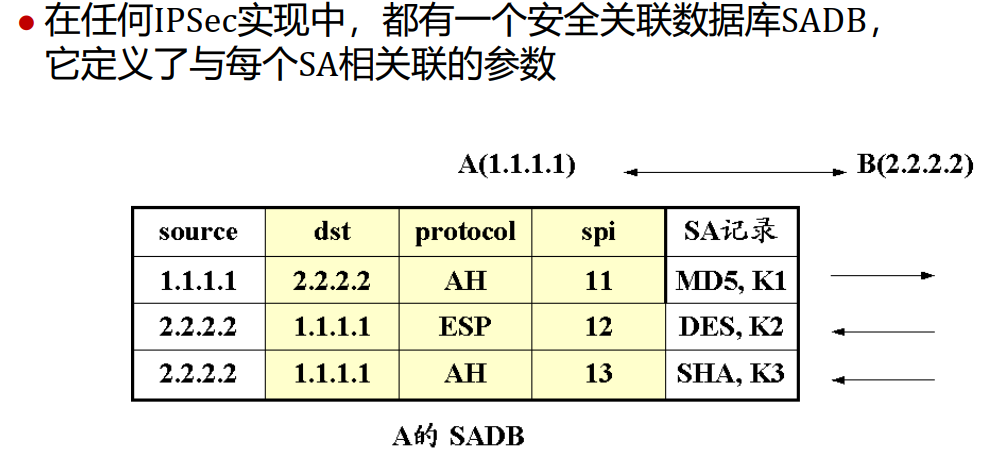 在任何IPSec实现中，都有一个安全关联数据库SADB，
它定义了与每个SA相关联的参数
A(1.1.1.1) B(2.2.2.2)
source dst protocol spi SA记录
1.1.1.1 2.2.2.2 AH 11 MD5, K1
2.2.2.2 1.1.1.1 ESP 12 DES, K2
2.2.2.2 1.1.1.1 AH 13 SHA, K3
A的 SADB